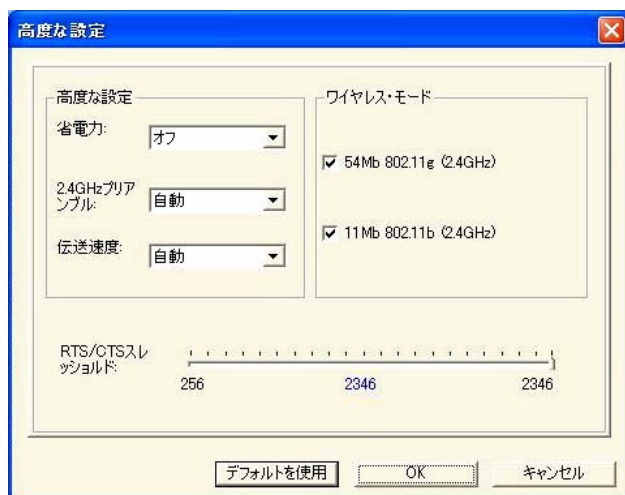 高度な設定
高度な設定
省電力:
オフ
2.4GHzプリア
ンブル:
自動
伝送速度:
自動
ワイヤレス・モード
54Mb 802.11g (2.4GHz)
11Mb 802.11b (2.4GHz)
RTS/CTSスレ
ッショルド:
256
2346
2346
デフォルトを使用
OK
キャンセル